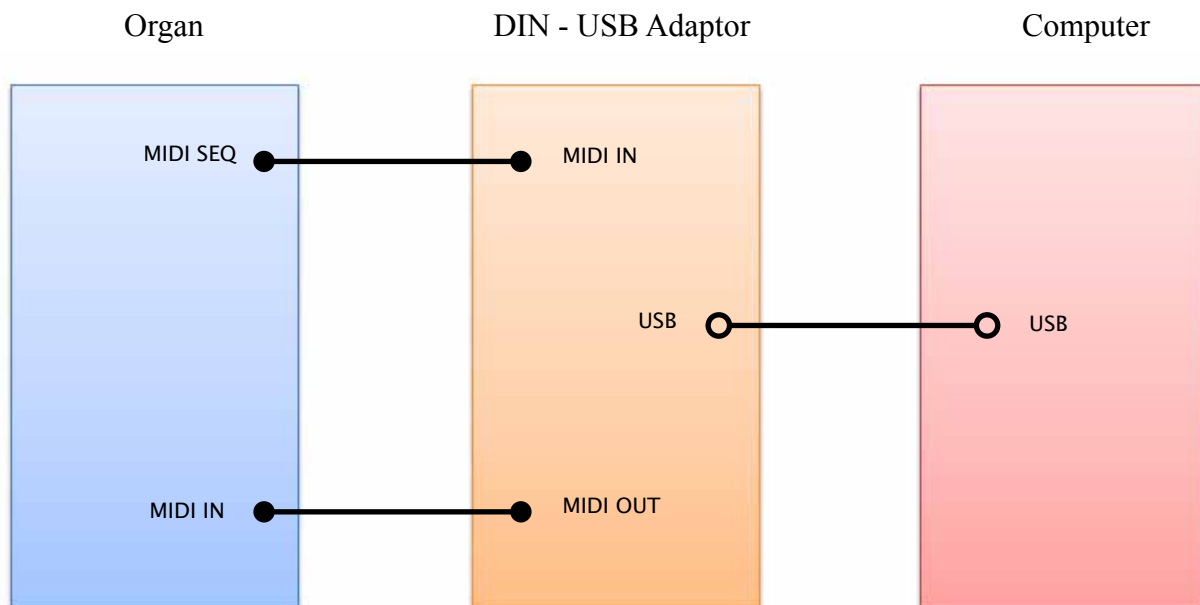 Organ
DIN - USB Adaptor
Computer
MIDI SEQ
MIDI IN
USB
USB
MIDI IN
MIDI OUT